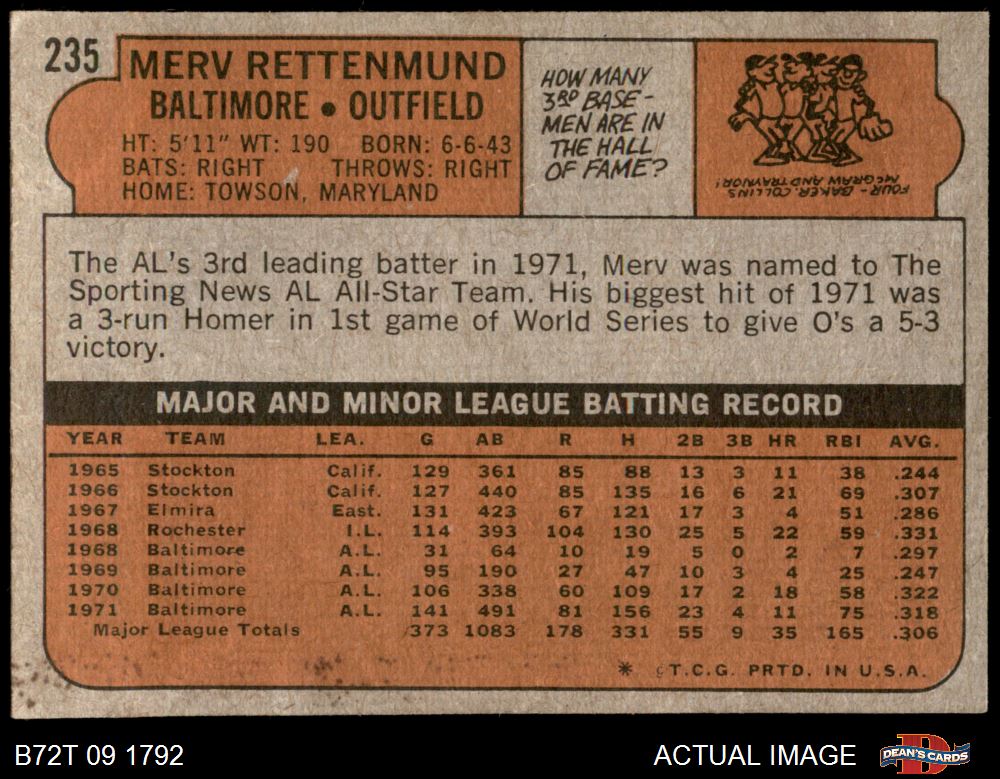 235
MERV RETTENMUND
BALTIMORE • OUTFIELD
HT: 5'11" WT: 190 BORN: 6-6-43
BATS: RIGHT THROWS: RIGHT
HOME: TOWSON, MARYLAND
HOW MANY
3RD BASE-
MEN ARE IN
THE HALL
OF FAME?
FOUR - BAKER, COLLINS,
McGRAW AND TRAYNOR!
The AL's 3rd leading batter in 1971, Merv was named to The
Sporting News AL All-Star Team. His biggest hit of 1971 was
a 3-run Homer in 1st game of World Series to give O's a 5-3
victory.
MAJOR AND MINOR LEAGUE BATTING RECORD
YEAR TEAM LEA. G AB R H 2B 3B HR RBI AVG.
1965 Stockton Calif. 129 361 85 88 13 3 11 38 .244
1966 Stockton Calif. 127 440 85 135 16 6 21 69 .307
1967 Elmira East. 131 423 67 121 17 3 4 51 .286
1968 Rochester I.L. 114 393 104 130 25 5 22 59 .331
1968 Baltimore A.L. 31 64 10 19 5 0 2 7 .297
1969 Baltimore A.L. 95 190 27 47 10 3 4 25 .247
1970 Baltimore A.L. 106 338 60 109 17 2 18 58 .322
1971 Baltimore A.L. 141 491 81 156 23 4 11 75 .318
Major League Totals 373 1083 178 331 55 9 35 165 .306
* ©T.C.G. PRTD. IN U.S.A.
B72T 09 1792
ACTUAL IMAGE
DEAN'S CARDS